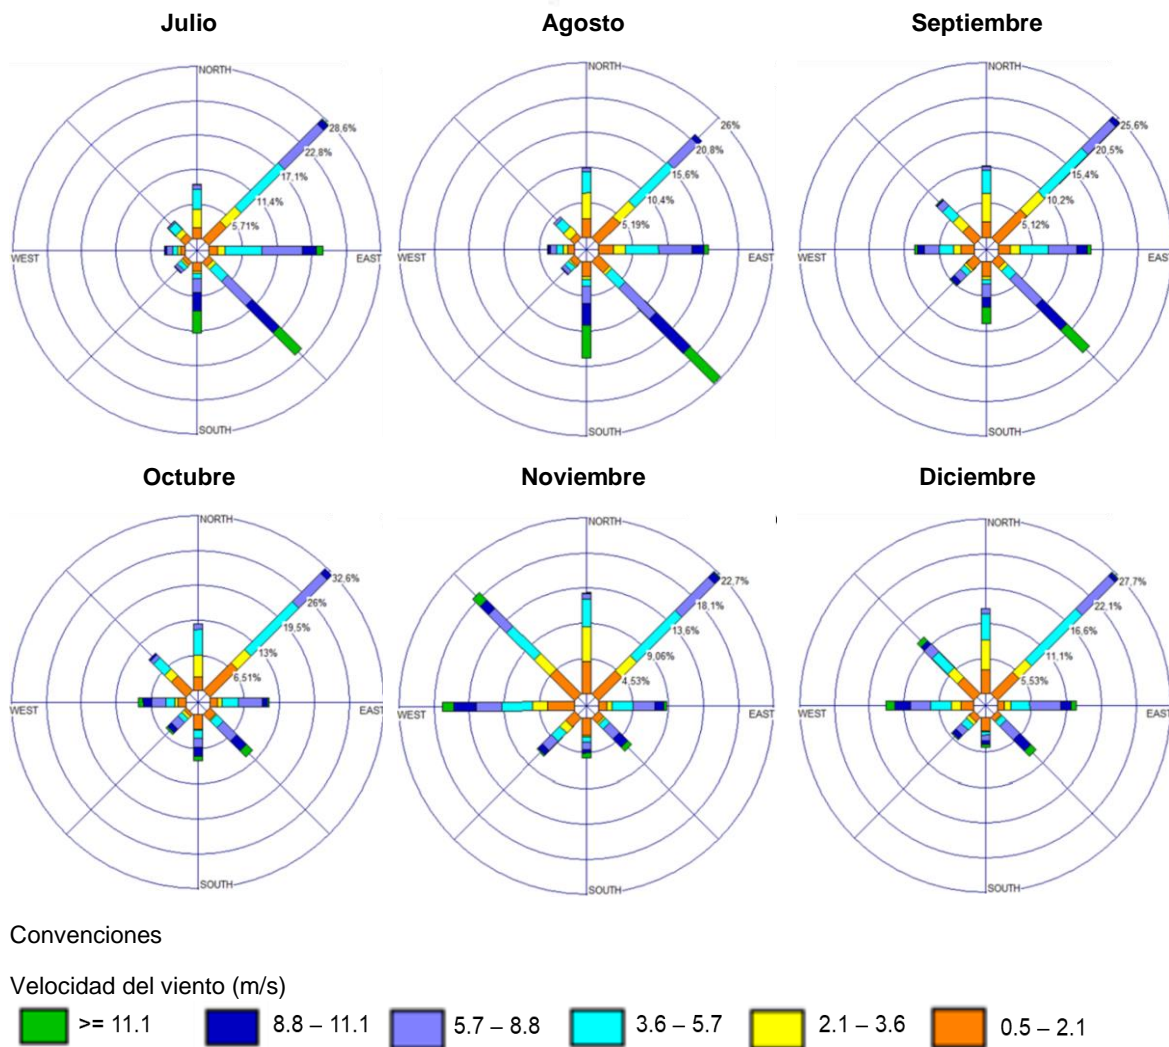 Julio
Agosto
Septiembre
NORTH
28,6%
22,8%
17,1%
11,4%
5,71%
WEST
EAST
SOUTH
NORTH
26%
20,8%
15,6%
10,4%
5,19%
WEST
EAST
SOUTH
NORTH
25,6%
20,5%
15,4%
10,2%
5,12%
WEST
EAST
SOUTH
Octubre
Noviembre
Diciembre
NORTH
32,6%
26%
19,5%
13%
6,51%
WEST
EAST
SOUTH
NORTH
22,7%
18,1%
13,6%
9,06%
4,53%
WEST
EAST
SOUTH
NORTH
27,7%
22,1%
16,6%
11,1%
5,53%
WEST
EAST
SOUTH
Convenciones
Velocidad del viento (m/s)
>= 11.1 8.8 – 11.1 5.7 – 8.8 3.6 – 5.7 2.1 – 3.6 0.5 – 2.1